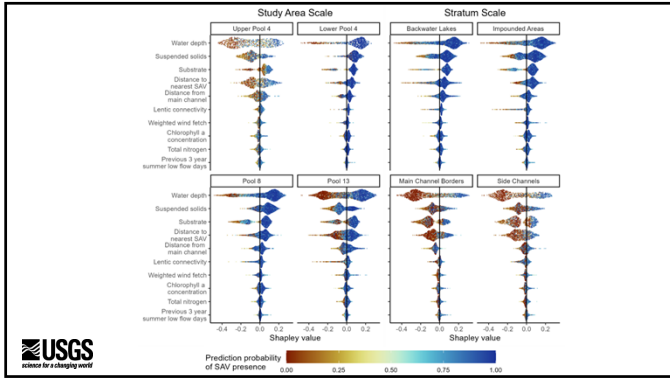 Study Area Scale
Stratum Scale
Upper Pool 4
Lower Pool 4
Backwater Lakes
Impounded Areas
Water depth
Suspended solids
Substrate
Distance to
nearest SAV
Distance from
main channel
Lentic connectivity
Weighted wind fetch
Chlorophyll a
concentration
Total nitrogen
Previous 3 year
summer low flow days
Pool 8
Pool 13
Main Channel Borders
Side Channels
Water depth
Suspended solids
Substrate
Distance to
nearest SAV
Distance from
main channel
Lentic connectivity
Weighted wind fetch
Chlorophyll a
concentration
Total nitrogen
Previous 3 year
summer low flow days
-0.4 -0.2 0.0 0.2
-0.4 -0.2 0.0 0.2
-0.4 -0.2 0.0 0.2
-0.4 -0.2 0.0 0.2
Shapley value
Shapley value
USGS
science for a changing world
Prediction probability
of SAV presence
0.00 0.25 0.50 0.75 1.00